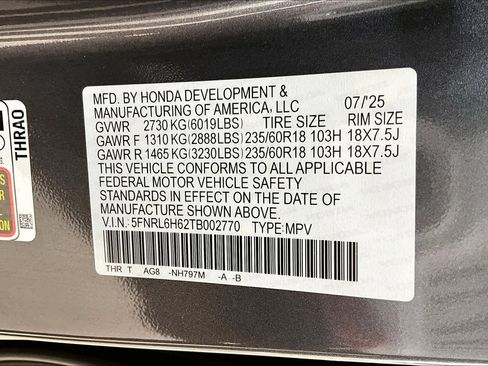 MFD. BY HONDA DEVELOPMENT &
MANUFACTURING OF AMERICA, LLC 07/'25
GVWR 2730 KG(6019LBS) TIRE SIZE RIM SIZE
GAWR F 1310 KG(2888LBS) 235/60R18 103H 18X7.5J
GAWR R 1465 KG(3230LBS) 235/60R18 103H 18X7.5J
THIS VEHICLE CONFORMS TO ALL APPLICABLE
FEDERAL MOTOR VEHICLE SAFETY
STANDARDS IN EFFECT ON THE DATE OF
MANUFACTURE SHOWN ABOVE.
V.I.N.: 5FNRL6H62TB002770 TYPE:MPV
THR T AG8 -NH797M -A -B
THRA0